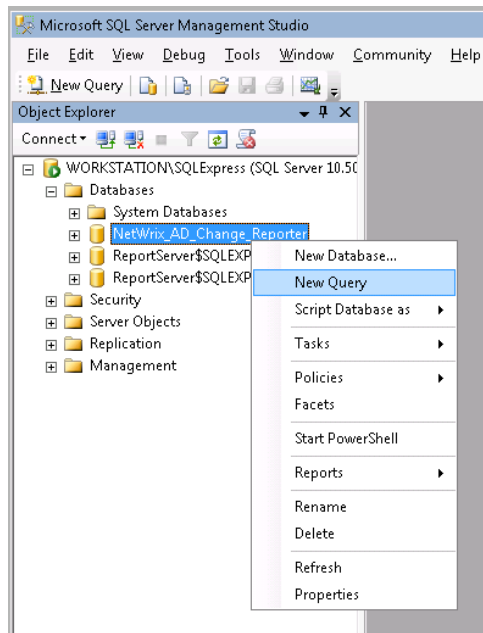 Microsoft SQL Server Management Studio
File Edit View Debug Tools Window Community Help
New Query
Object Explorer
Connect
WORKSTATION\SQLExpress (SQL Server 10.50
Databases
System Databases
NetWrix_AD_Change_Reporter
ReportServer$SQLEXP
ReportServer$SQLEXP
Security
Server Objects
Replication
Management
New Database...
New Query
Script Database as
Tasks
Policies
Facets
Start PowerShell
Reports
Rename
Delete
Refresh
Properties